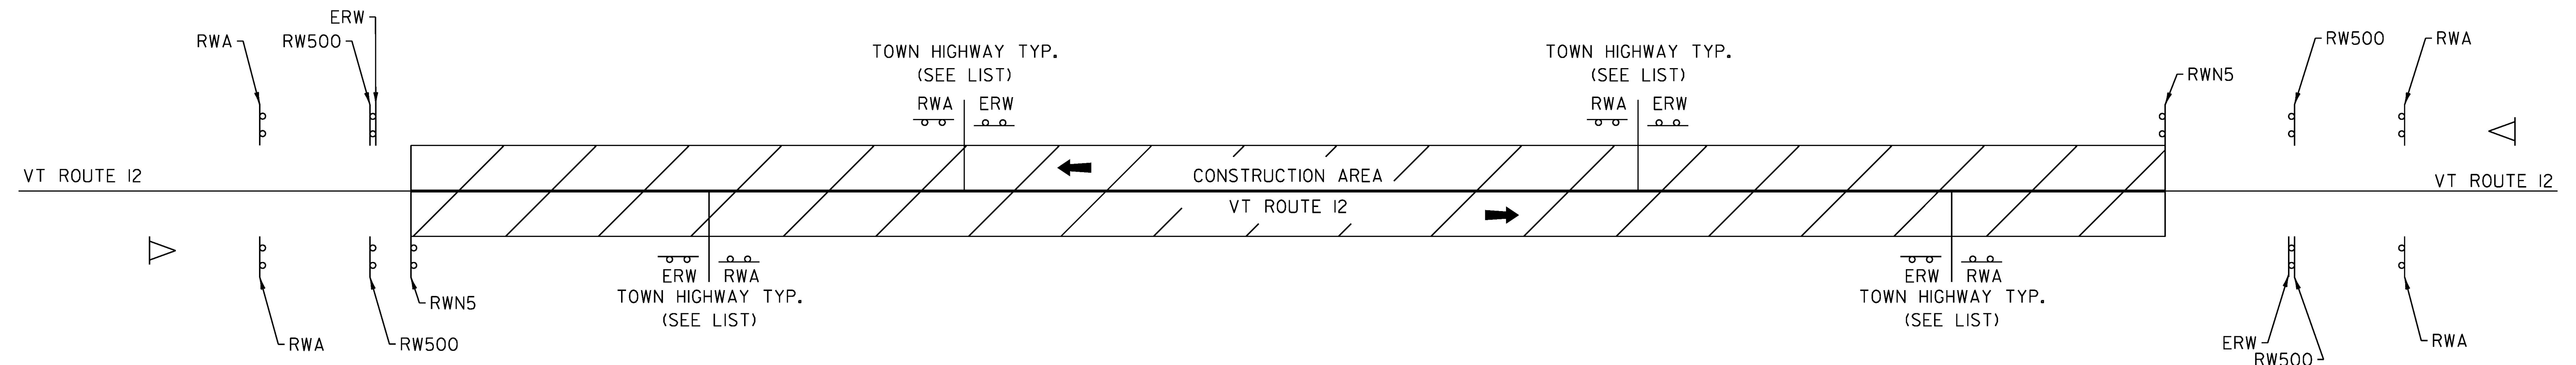 ERW
RWA
RW500
TOWN HIGHWAY TYP.
(SEE LIST)
RWA
ERW
TOWN HIGHWAY TYP.
(SEE LIST)
RWA
ERW
RWN5
RW500
RWA
VT ROUTE 12
CONSTRUCTION AREA
VT ROUTE 12
VT ROUTE 12
RWA
RW500
RWN5
ERW
RWA
TOWN HIGHWAY TYP.
(SEE LIST)
ERW
RWA
TOWN HIGHWAY TYP.
(SEE LIST)
ERW
RW500
RWA